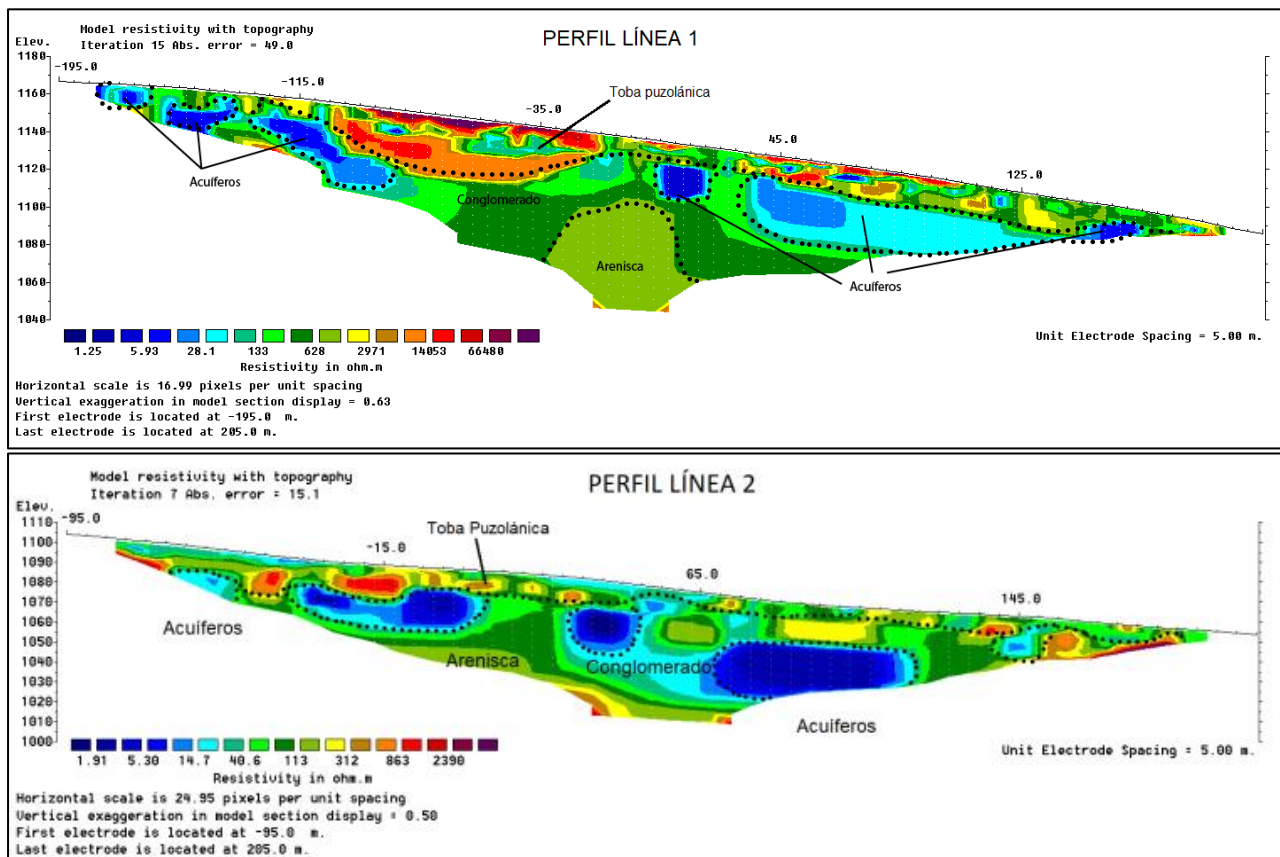 Model resistivity with topography
Iteration 15 Abs. error = 49.0
PERFIL LÍNEA 1
Elev.
1180
1160
1140
1120
1100
1080
1060
1040
-195.0
-115.0
-35.0
45.0
125.0
Toba puzolánica
Acuíferos
Conglomerado
Arenisca
Acuíferos
1.25 5.93 28.1 133 628 2971 14053 66480
Resistivity in ohm.m
Unit Electrode Spacing = 5.00 m.
Horizontal scale is 16.99 pixels per unit spacing
Vertical exaggeration in model section display = 0.63
First electrode is located at -195.0 m.
Last electrode is located at 205.0 m.
Model resistivity with topography
Iteration 7 Abs. error = 15.1
PERFIL LÍNEA 2
Elev.
1110
1100
1090
1080
1070
1060
1050
1040
1030
1020
1010
1000
-95.0
-15.0
65.0
145.0
Toba Puzolánica
Acuíferos
Arenisca
Conglomerado
Acuíferos
1.91 5.30 14.7 40.6 113 312 863 2390
Resistivity in ohm.m
Unit Electrode Spacing = 5.00 m.
Horizontal scale is 24.95 pixels per unit spacing
Vertical exaggeration in model section display = 0.50
First electrode is located at -95.0 m.
Last electrode is located at 205.0 m.